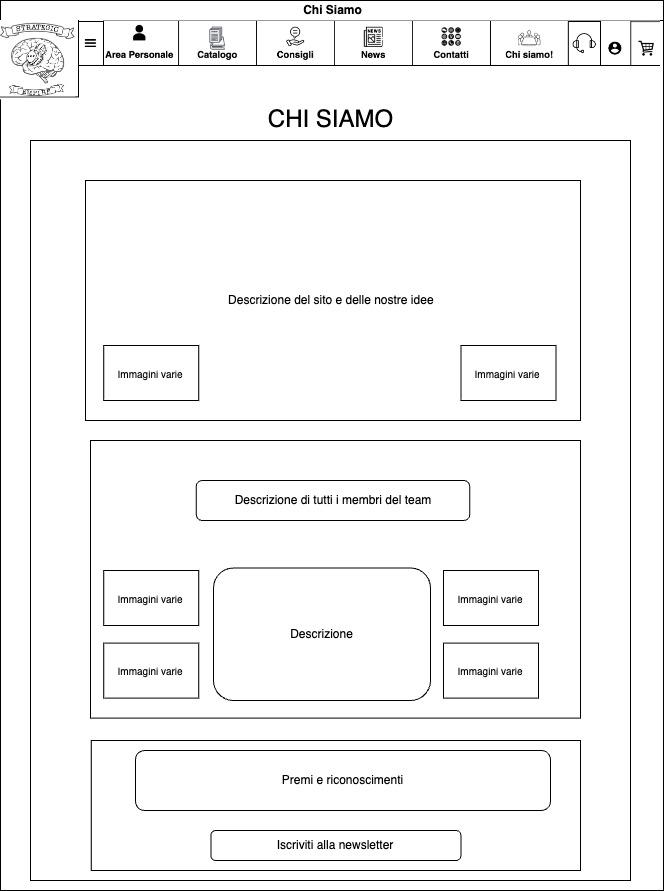 Chi Siamo
STRATEGIC
EMPIRE
Area Personale
Catalogo
Consigli
NEWS
News
Contatti
Chi siamo!
CHI SIAMO
Descrizione del sito e delle nostre idee
Immagini varie
Immagini varie
Descrizione di tutti i membri del team
Immagini varie
Immagini varie
Descrizione
Immagini varie
Immagini varie
Premi e riconoscimenti
Iscriviti alla newsletter